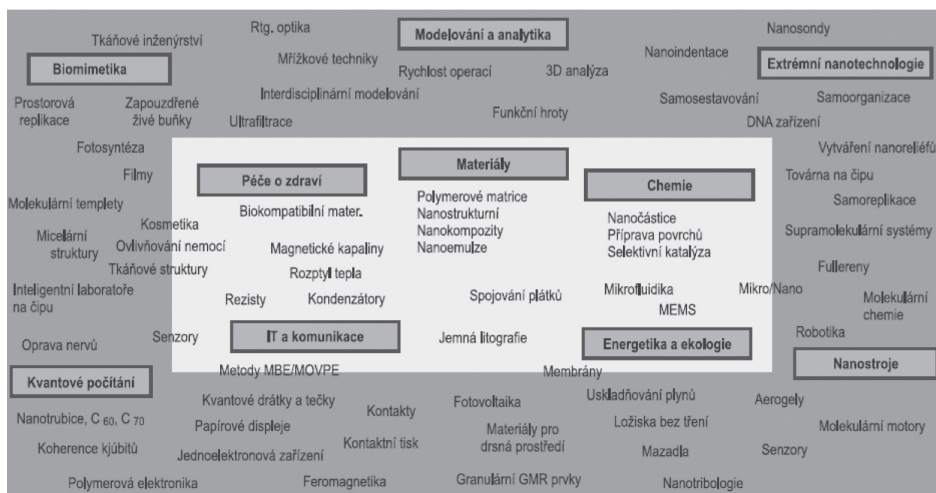 Rtg. optika
Nanosondy
Tkáňové inženýrství
Modelování a analytika
Nanoindentace
Mřížkové techniky
Biomimetika
Rychlost operací
3D analýza
Extrémní nanotechnologie
Interdisciplinární modelování
Samosestavování
Samoorganizace
Prostorová
replikace
Zapouzdřené
živé buňky
Ultrafiltrace
Funkční hroty
DNA zařízení
Fotosyntéza
Vytváření nanoreliéfů
Filmy
Péče o zdraví
Materiály
Chemie
Továrna na čipu
Molekulární templety
Biokompatibilní mater.
Polymerové matrice
Nanostrukturní
Nanokompozity
Nanoemulze
Nanočástice
Příprava povrchů
Selektivní katalýza
Samoreplikace
Kosmetika
Micelární
struktury
Ovlivňování nemocí
Magnetické kapaliny
Supramolekulární systémy
Tkáňové struktury
Rozptyl tepla
Fullereny
Inteligentní laboratoře
na čipu
Rezisty
Kondenzátory
Spojování plátků
Mikrofluidika
Mikro/Nano
MEMS
Molekulární
chemie
Oprava nervů
Senzory
IT a komunikace
Jemná litografie
Energetika a ekologie
Robotika
Nanostroje
Kvantové počítání
Metody MBE/MOVPE
Membrány
Kvantové drátky a tečky
Kontakty
Fotovoltaika
Uskladňování plynů
Aerogely
Nanotrubice, C 60, C 70
Papírové displeje
Materiály pro
drsná prostředí
Ložiska bez tření
Molekulární motory
Koherence kjúbitů
Jednoelektronová zařízení
Kontaktní tisk
Mazadla
Senzory
Polymerová elektronika
Feromagnetika
Granulární GMR prvky
Nanotribologie